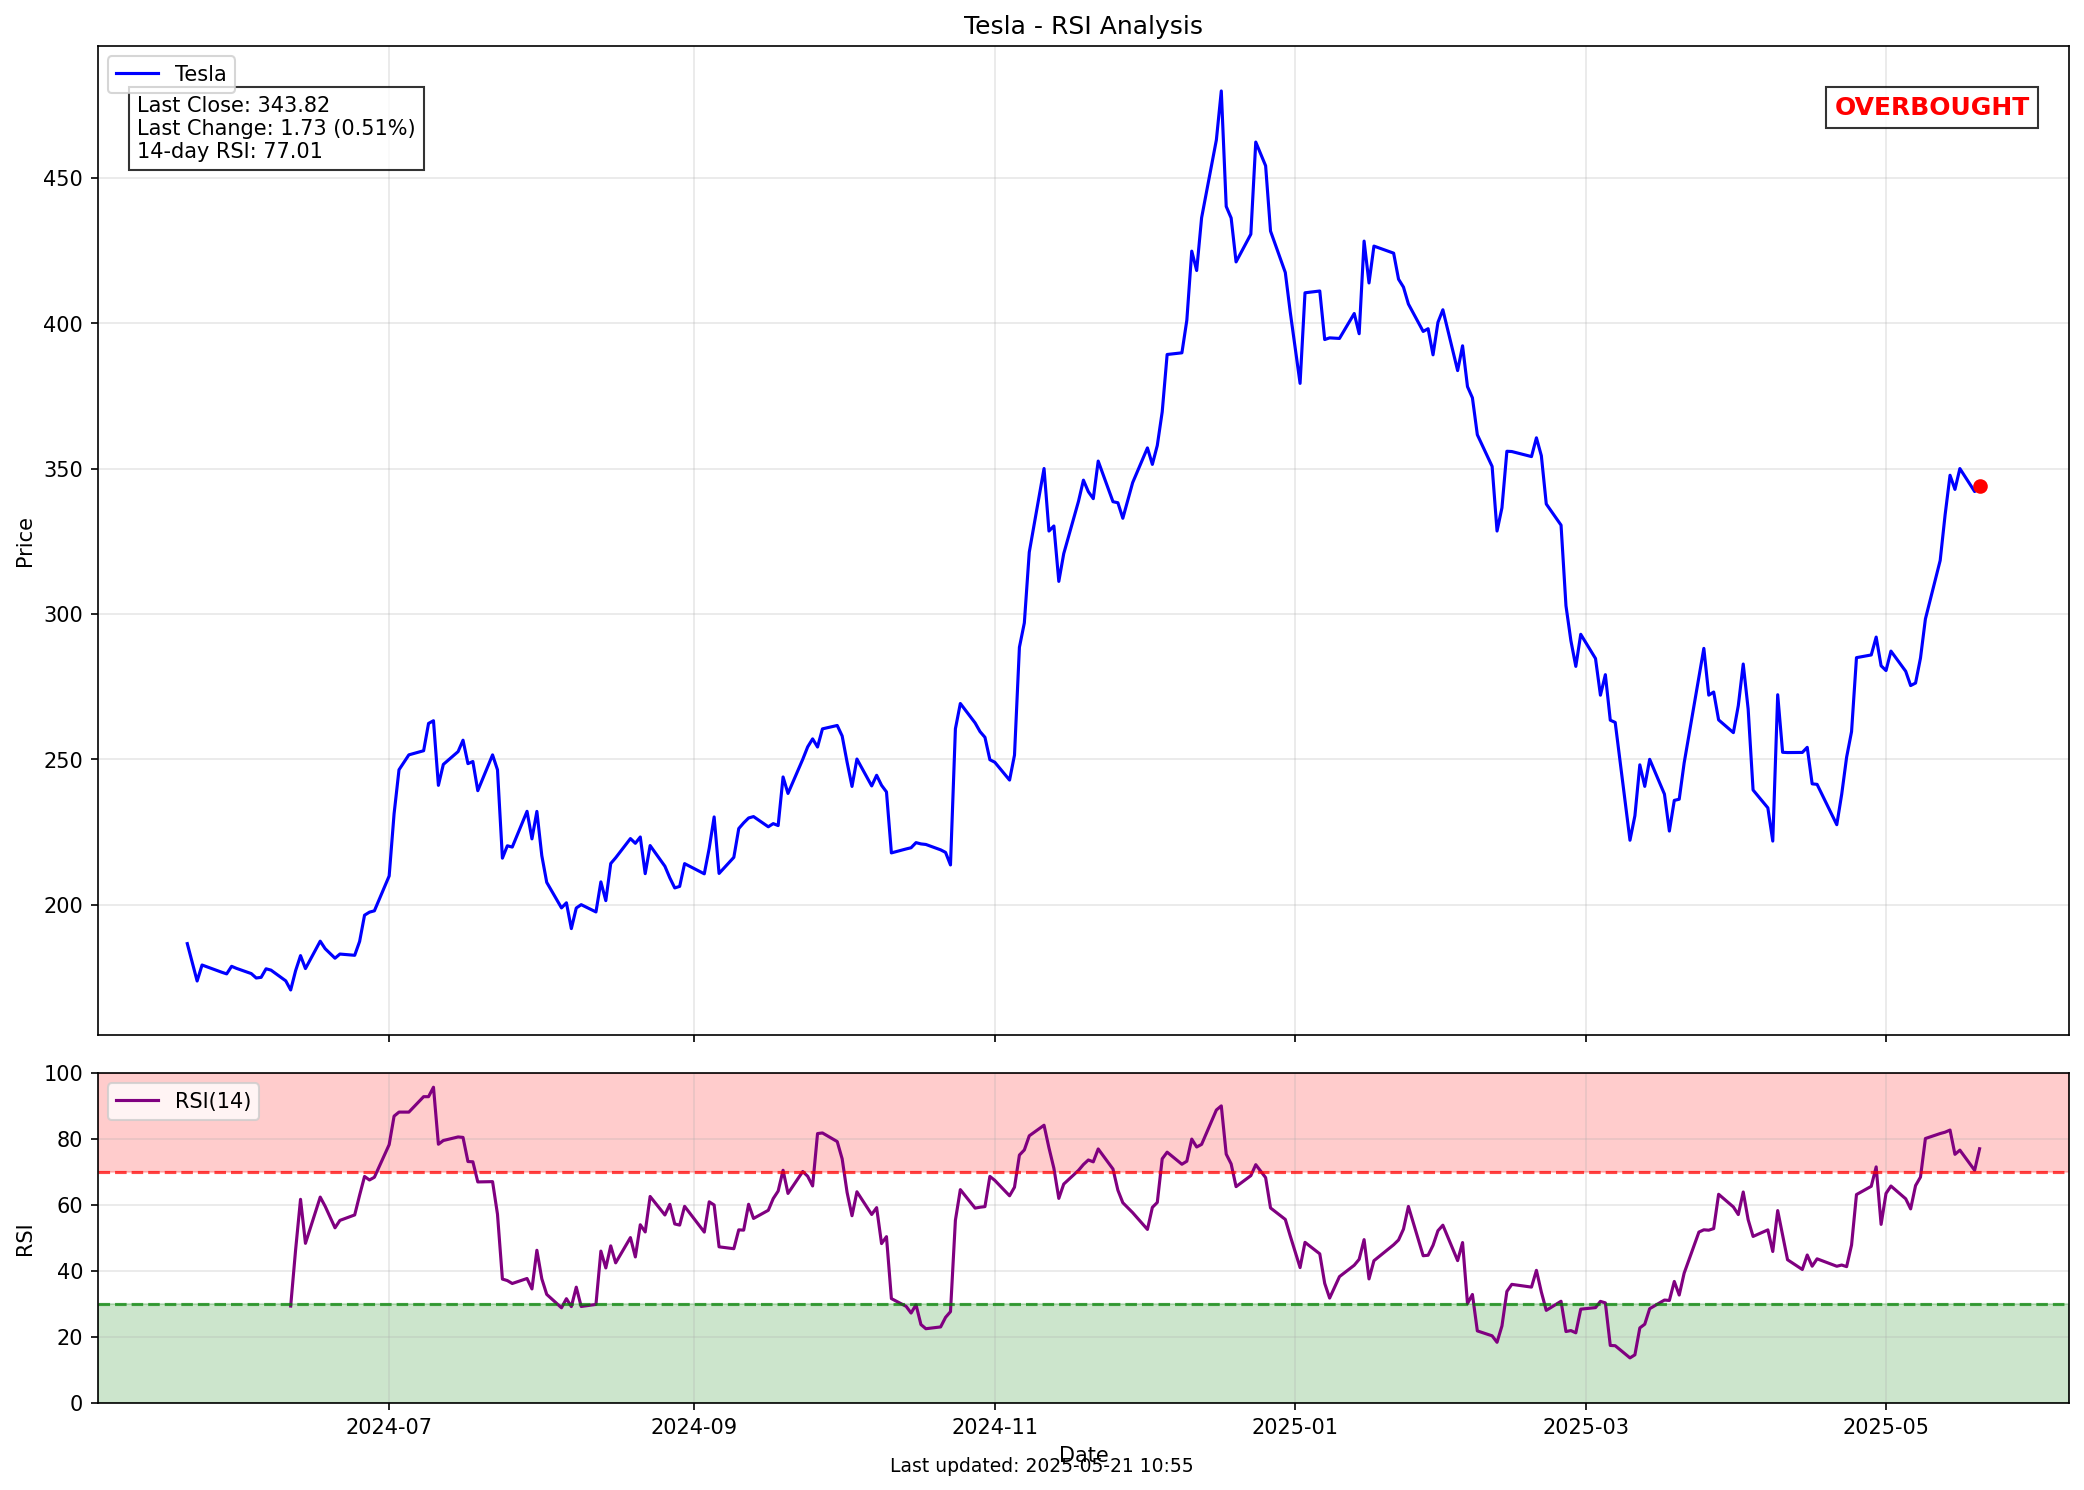 Tesla - RSI Analysis
Tesla
Last Close: 343.82
Last Change: 1.73 (0.51%)
14-day RSI: 77.01
OVERBOUGHT
450
400
350
300
250
200
Price
100
80
60
40
20
0
RSI
RSI(14)
2024-07
2024-09
2024-11
2025-01
2025-03
2025-05
Date
Last updated: 2025-05-21 10:55